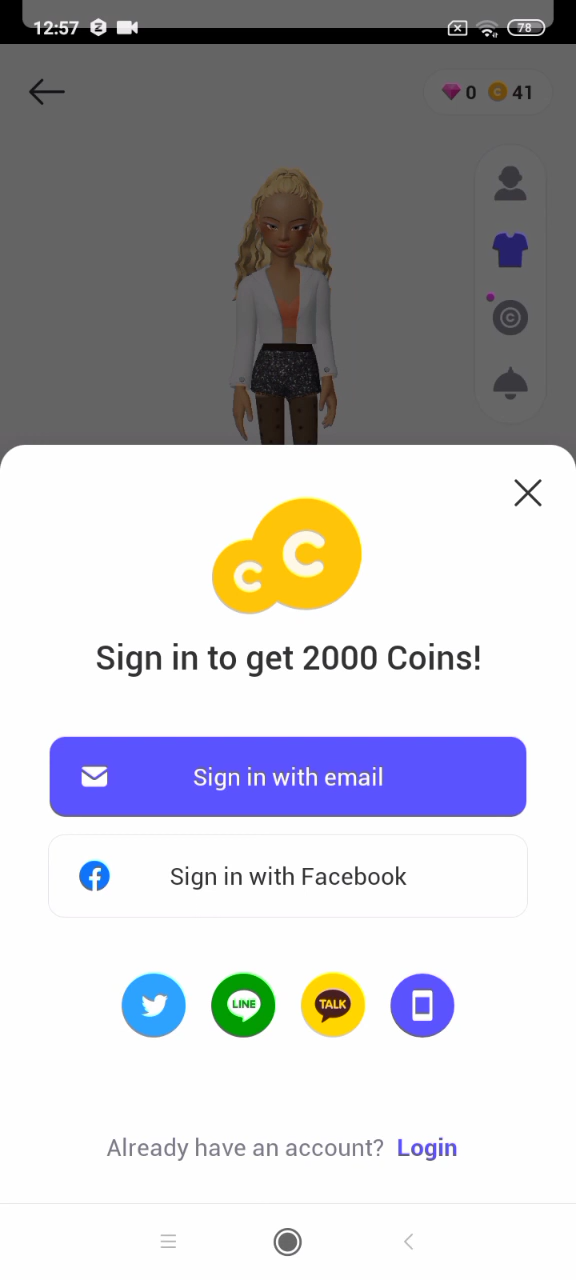 12:57
78
0
41
Sign in to get 2000 Coins!
Sign in with email
Sign in with Facebook
LINE
TALK
Already have an account? Login